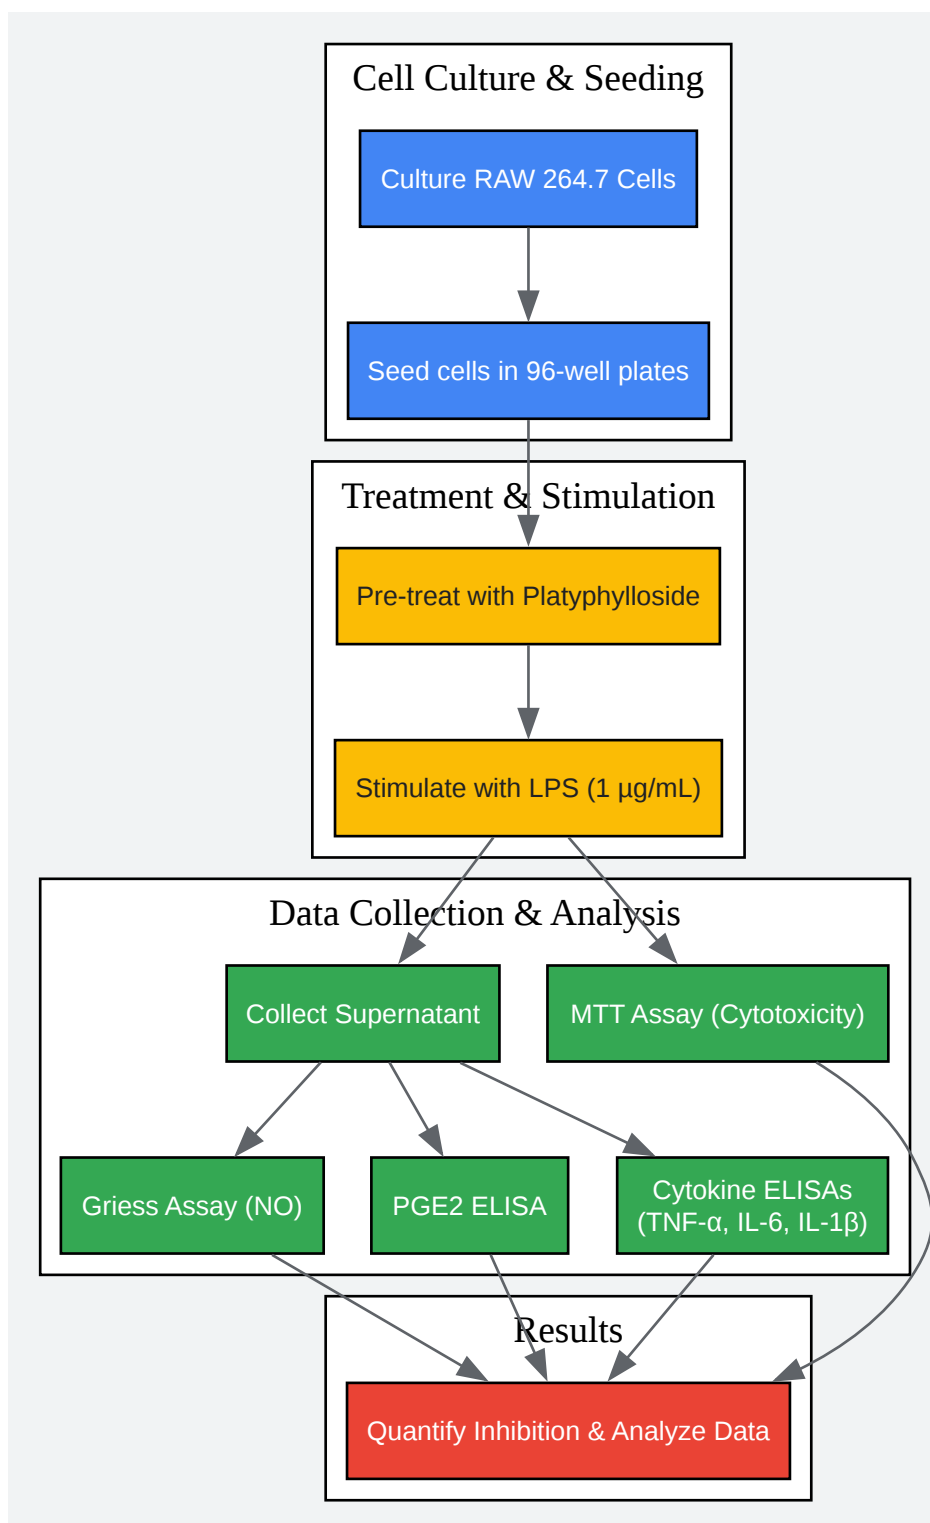 Cell Culture & Seeding
Culture RAW 264.7 Cells
Seed cells in 96-well plates
Treatment & Stimulation
Pre-treat with Platyphylloside
Stimulate with LPS (1 µg/mL)
Data Collection & Analysis
Collect Supernatant
MTT Assay (Cytotoxicity)
Griess Assay (NO)
PGE2 ELISA
Cytokine ELISAs
(TNF-α, IL-6, IL-1β)
Results
Quantify Inhibition & Analyze Data